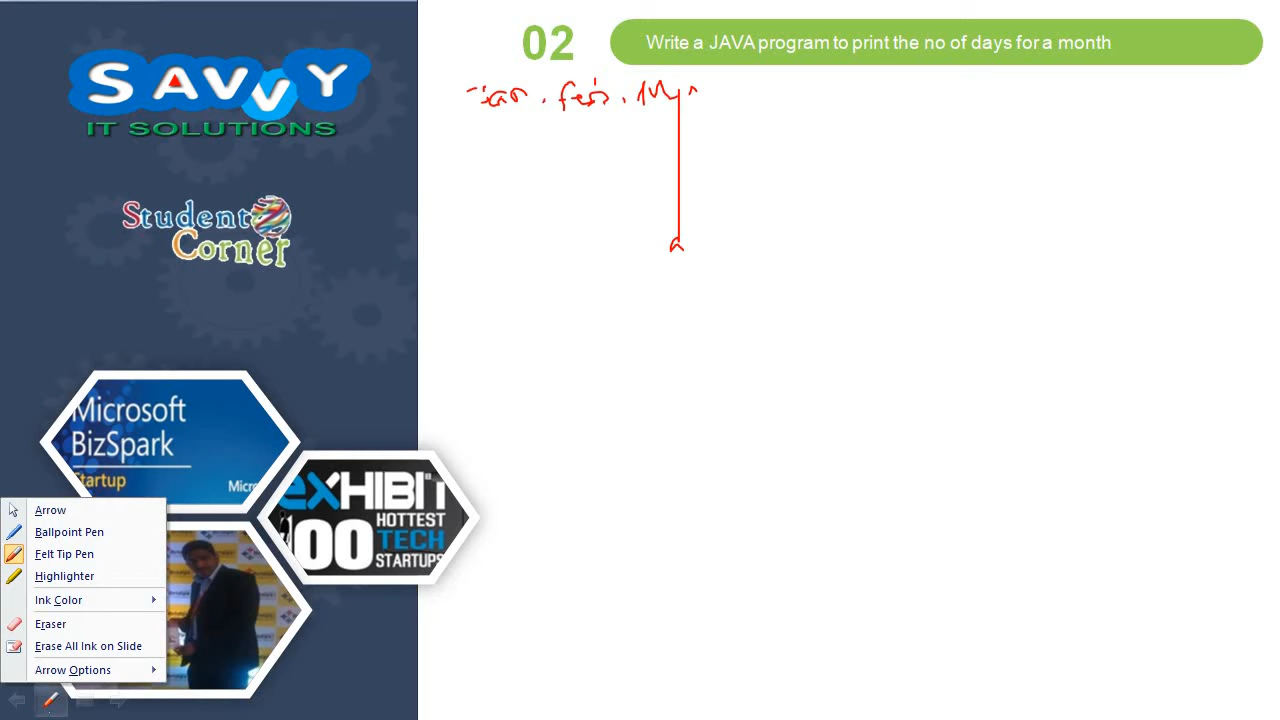 02
Write a JAVA program to print the no of days for a month
SAVVY
IT SOLUTIONS
Student
Corner
Microsoft
BizSpark
Startup
Micr
eXHIBIT
100
HOTTEST
TECH
STARTUPS
Arrow
Ballpoint Pen
Felt Tip Pen
Highlighter
Ink Color
Eraser
Erase All Ink on Slide
Arrow Options